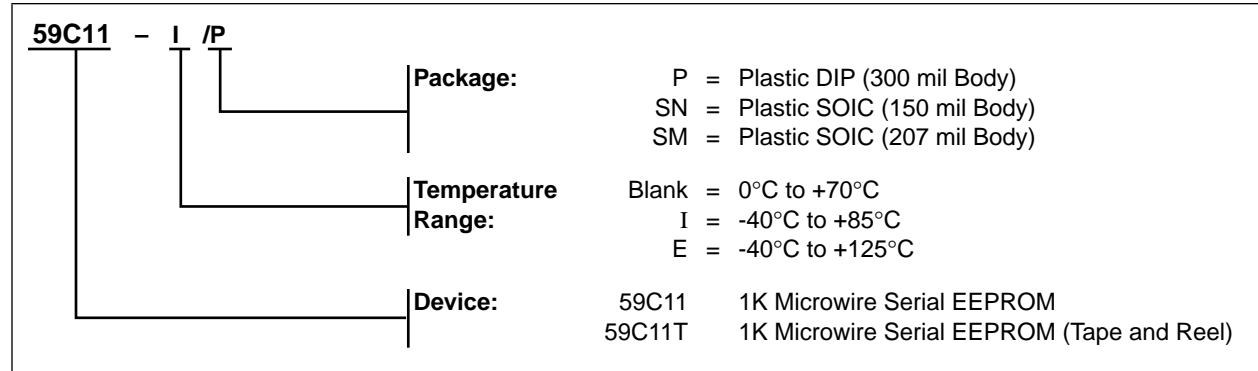 59C11 – I /P
Package: P = Plastic DIP (300 mil Body)
SN = Plastic SOIC (150 mil Body)
SM = Plastic SOIC (207 mil Body)
Temperature Blank = 0°C to +70°C
Range: I = -40°C to +85°C
E = -40°C to +125°C
Device: 59C11 1K Microwire Serial EEPROM
59C11T 1K Microwire Serial EEPROM (Tape and Reel)